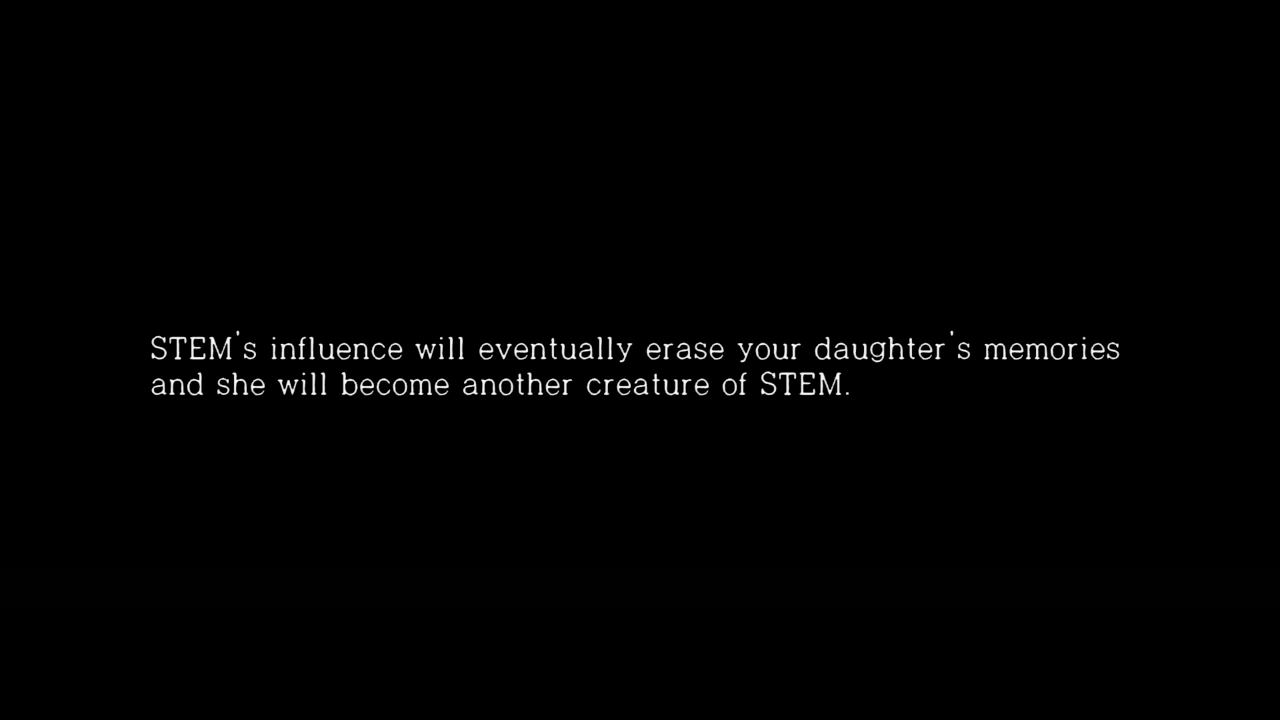 STEM's influence will eventually erase your daughter's memories
and she will become another creature of STEM.